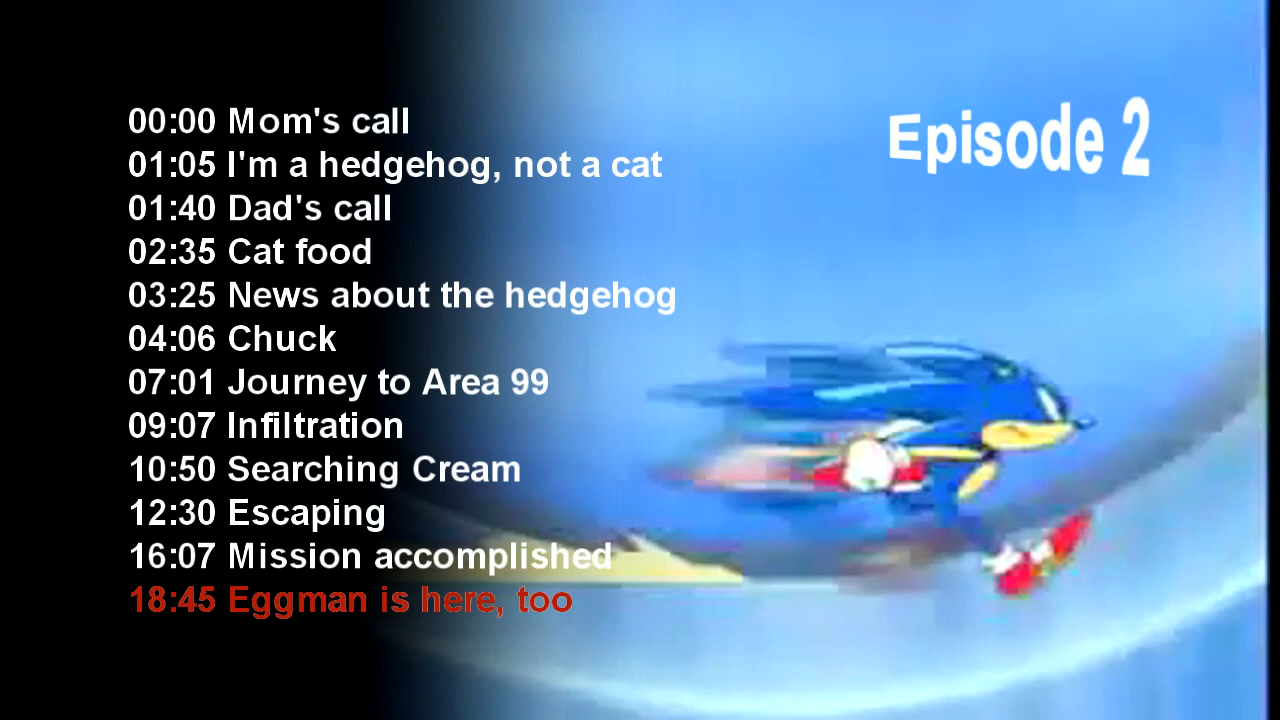 Episode 2
00:00 Mom's call
01:05 I'm a hedgehog, not a cat
01:40 Dad's call
02:35 Cat food
03:25 News about the hedgehog
04:06 Chuck
07:01 Journey to Area 99
09:07 Infiltration
10:50 Searching Cream
12:30 Escaping
16:07 Mission accomplished
18:45 Eggman is here, too